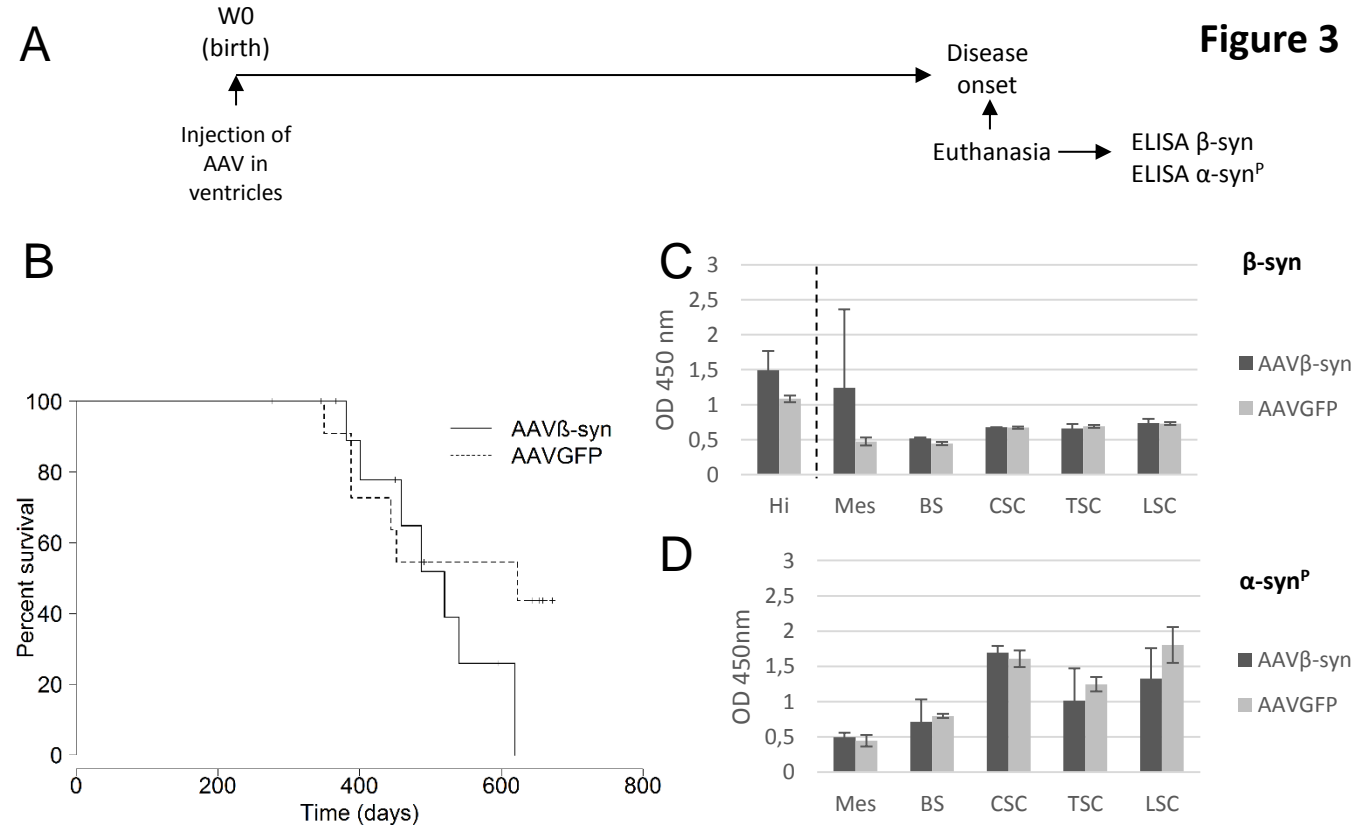 A
W0
(birth)
Injection of
AAV in
ventricles
Disease
onset
Euthanasia
ELISA β-syn
ELISA α-synᴾ
Figure 3
B
Percent survival
100
80
60
40
20
0
0 200 400 600 800
Time (days)
AAVß-syn
AAVGFP
C
β-syn
OD 450 nm
3
2,5
2
1,5
1
0,5
0
Hi Mes BS CSC TSC LSC
AAVβ-syn
AAVGFP
D
α-synᴾ
OD 450nm
3
2,5
2
1,5
1
0,5
0
Mes BS CSC TSC LSC
AAVβ-syn
AAVGFP